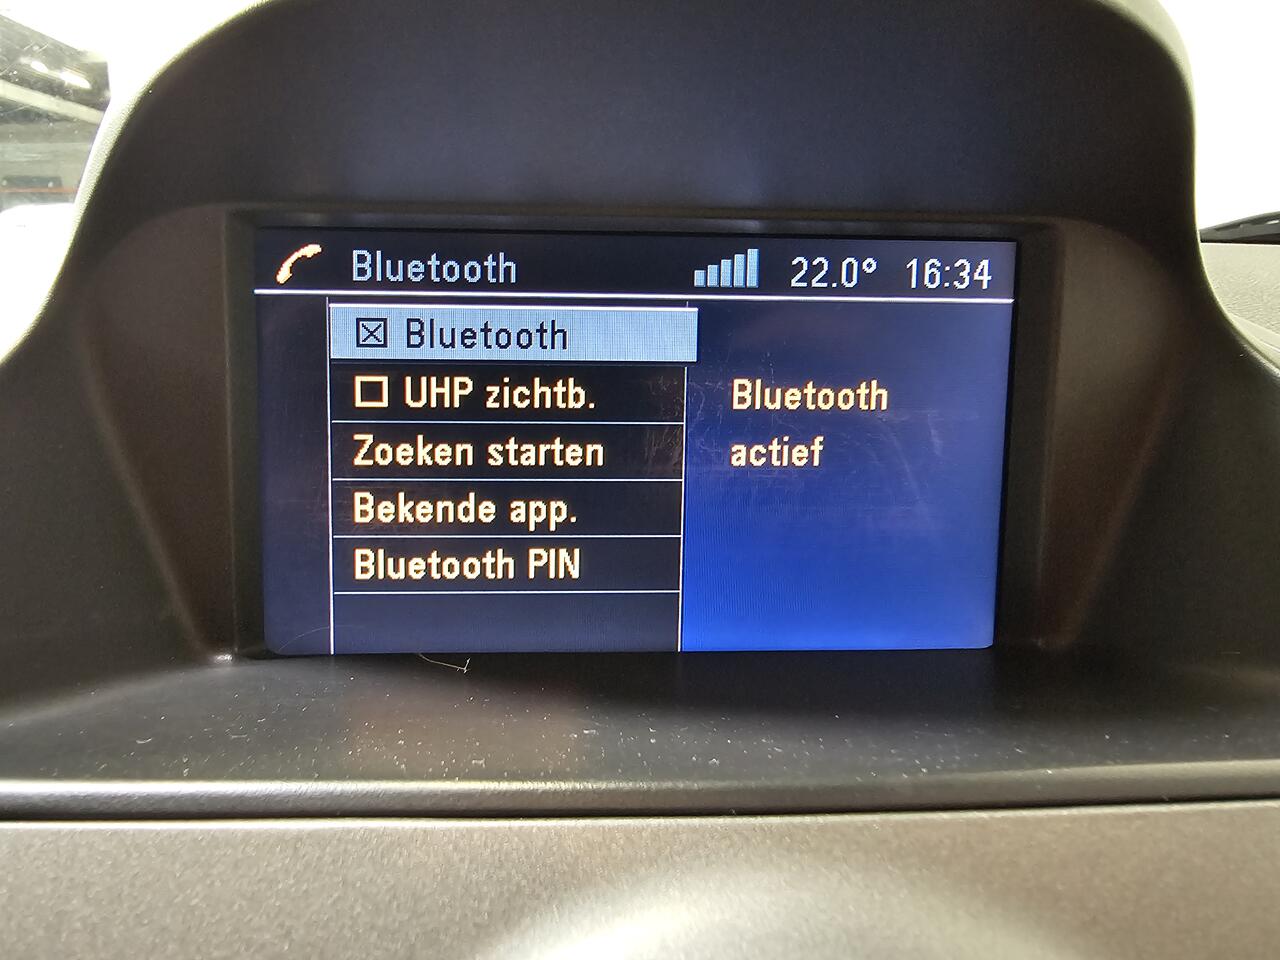 Bluetooth 22.0° 16:34
Bluetooth
UHP zichtb.
Zoeken starten
Bekende app.
Bluetooth PIN
Bluetooth
actief